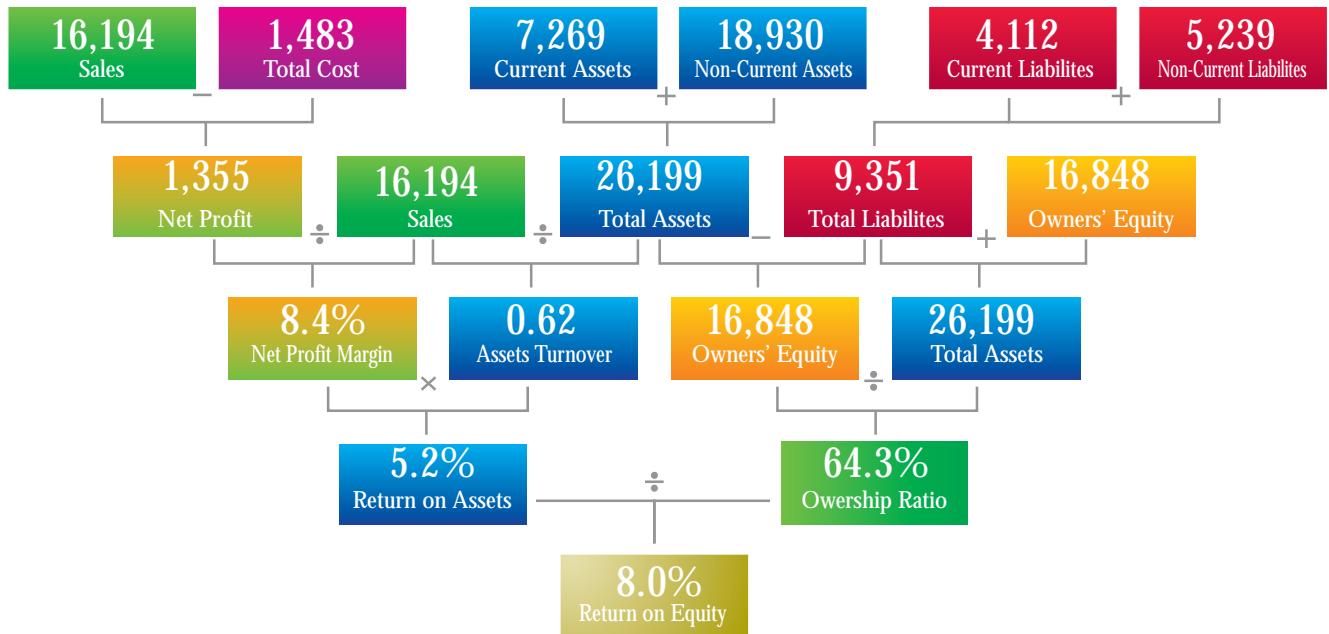 16,194
Sales
−
1,483
Total Cost
7,269
Current Assets
+
18,930
Non-Current Assets
4,112
Current Liabilites
+
5,239
Non-Current Liabilites
1,355
Net Profit
÷
16,194
Sales
÷
26,199
Total Assets
−
9,351
Total Liabilites
+
16,848
Owners' Equity
8.4%
Net Profit Margin
×
0.62
Assets Turnover
16,848
Owners' Equity
÷
26,199
Total Assets
5.2%
Return on Assets
÷
64.3%
Owership Ratio
8.0%
Return on Equity